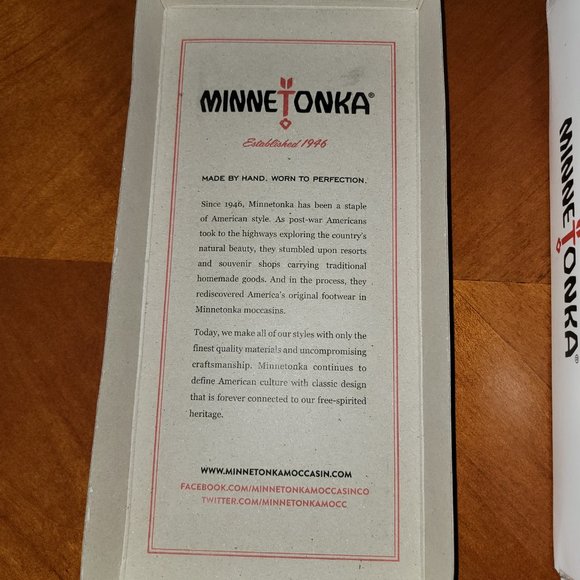 MINNETONKA®
Established 1946
MADE BY HAND. WORN TO PERFECTION.
Since 1946, Minnetonka has been a staple
of American style. As post-war Americans
took to the highways exploring the country's
natural beauty, they stumbled upon resorts
and souvenir shops carrying traditional
homemade goods. And in the process, they
rediscovered America's original footwear in
Minnetonka moccasins.
Today, we make all of our styles with only the
finest quality materials and uncompromising
craftsmanship. Minnetonka continues to
define American culture with classic design
that is forever connected to our free-spirited
heritage.
WWW.MINNETONKAMOCCASIN.COM
FACEBOOK.COM/MINNETONKAMOCCASINCO
TWITTER.COM/MINNETONKAMOCC
MINNETONKA®